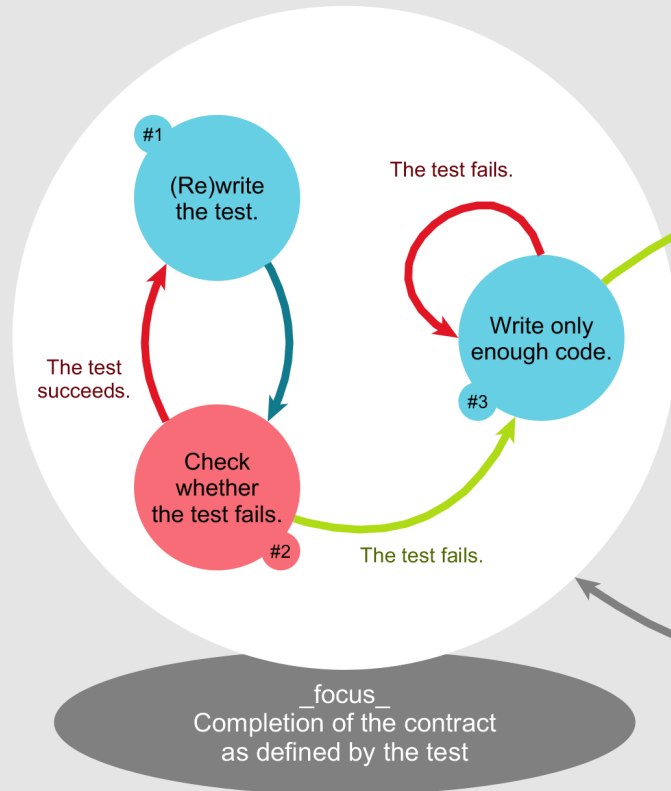 #1
(Re)write
the test.
The test fails.
Write only
enough code.
#3
The test
succeeds.
Check
whether
the test fails.
#2
The test fails.
_focus_
Completion of the contract
as defined by the test